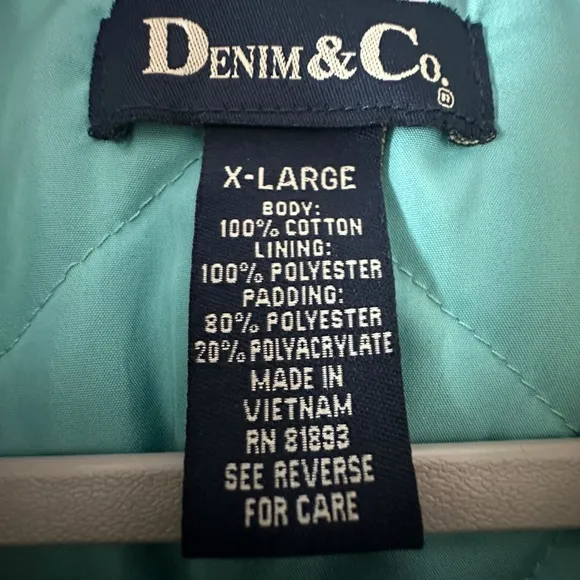 DENIM & CO.
X-LARGE
BODY:
100% COTTON
LINING:
100% POLYESTER
PADDING:
80% POLYESTER
20% POLYACRYLATE
MADE IN
VIETNAM
RN 81893
SEE REVERSE
FOR CARE